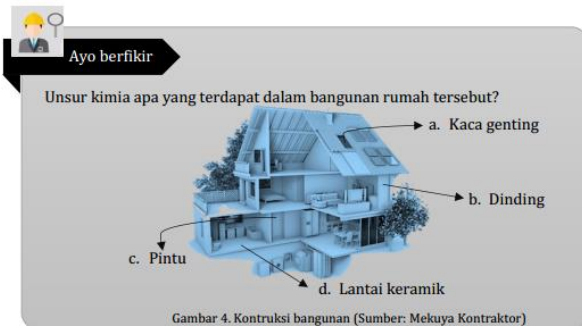 Ayo berfikir
Unsur kimia apa yang terdapat dalam bangunan rumah tersebut?
a. Kaca genting
b. Dinding
c. Pintu
d. Lantai keramik
Gambar 4. Kontruksi bangunan (Sumber: Mekuya Kontraktor)